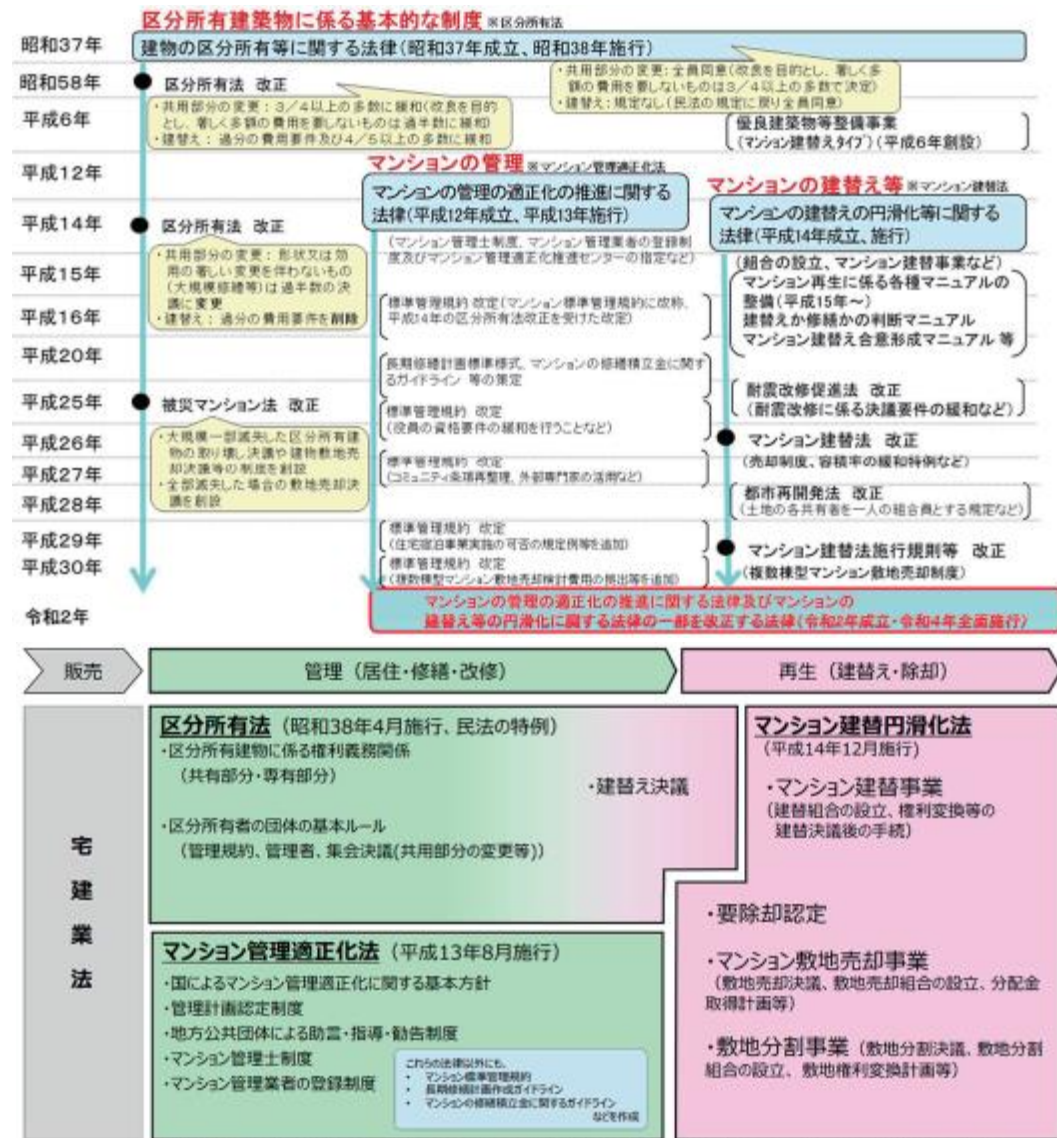 区分所有建築物に係る基本的な制度 ※区分所有法
昭和37年
建物の区分所有等に関する法律(昭和37年成立、昭和38年施行)
昭和58年
区分所有法 改正
・共用部分の変更:全員同意(改良を目的とし、著しく多
額の費用を要しないものは3/4以上の多数で決定)
・建替え:規定なし(民法の規定に戻り全員同意)
・共用部分の変更:3/4以上の多数に緩和(改良を目的
とし、著しく多額の費用を要しないものは過半数に緩和)
・建替え:過分の費用要件及び4/5以上の多数に緩和
平成6年
優良建築物等整備事業
(マンション建替えタイプ)(平成6年創設)
平成12年
マンションの管理 ※マンション管理適正化法
マンションの管理の適正化の推進に関する
法律(平成12年成立、平成13年施行)
(マンション管理士制度、マンション管理業者の登録制
度及びマンション管理適正化推進センターの指定など)
マンションの建替え等 ※マンション建替法
マンションの建替えの円滑化等に関する
法律(平成14年成立、施行)
(組合の設立、マンション建替事業など)
平成14年
区分所有法 改正
・共用部分の変更:形状又は効
用の著しい変更を伴わないもの
(大規模修繕等)は過半数の決
議に変更
・建替え:過分の費用要件を削除
平成15年
マンション再生に係る各種マニュアルの
整備(平成15年~)
建替えか修繕かの判断マニュアル
マンション建替え合意形成マニュアル 等
平成16年
標準管理規約 改定(マンション標準管理規約に改称、
平成14年の区分所有法改正を受けた改定)
平成20年
長期修繕計画標準様式、マンションの修繕積立金に関す
るガイドライン 等の策定
平成25年
被災マンション法 改正
・大規模一部滅失した区分所有建
物の取り壊し決議や建物敷地売
却決議等の制度を創設
・全部滅失した場合の敷地売却決
議を創設
標準管理規約 改定
(役員の資格要件の緩和を行うことなど)
耐震改修促進法 改正
(耐震改修に係る決議要件の緩和など)
平成26年
マンション建替法 改正
(売却制度、容積率の緩和特例など)
平成27年
標準管理規約 改定
(コミュニティ条項再整理、外部専門家の活用など)
平成28年
都市再開発法 改正
(土地の各共有者を一人の組合員とする規定など)
平成29年
標準管理規約 改定
(住宅宿泊事業実施の可否の規定例等を追加)
マンション建替法施行規則等 改正
(複数棟型マンション敷地売却制度)
平成30年
標準管理規約 改定
(複数棟型マンション敷地売却検討費用の拠出等を追加)
令和2年
マンションの管理の適正化の推進に関する法律及びマンションの
建替え等の円滑化に関する法律の一部を改正する法律(令和2年成立・令和4年全面施行)
販売
管理(居住・修繕・改修)
再生(建替え・除却)
宅建業法
区分所有法(昭和38年4月施行、民法の特例)
・区分所有建物に係る権利義務関係
(共有部分・専有部分)
・建替え決議
・区分所有者の団体の基本ルール
(管理規約、管理者、集会決議(共用部分の変更等))
マンション建替円滑化法
(平成14年12月施行)
・マンション建替事業
(建替組合の設立、権利変換等の
建替決議後の手続)
・要除却認定
・マンション敷地売却事業
(敷地売却決議、敷地売却組合の設立、分配金
取得計画等)
・敷地分割事業(敷地分割決議、敷地分割
組合の設立、敷地権利変換計画等)
マンション管理適正化法(平成13年8月施行)
・国によるマンション管理適正化に関する基本方針
・管理計画認定制度
・地方公共団体による助言・指導・勧告制度
・マンション管理士制度
・マンション管理業者の登録制度
これらの法律以外にも、
・ マンション標準管理規約
・ 長期修繕計画作成ガイドライン
・ マンションの修繕積立金に関するガイドライン
などを作成